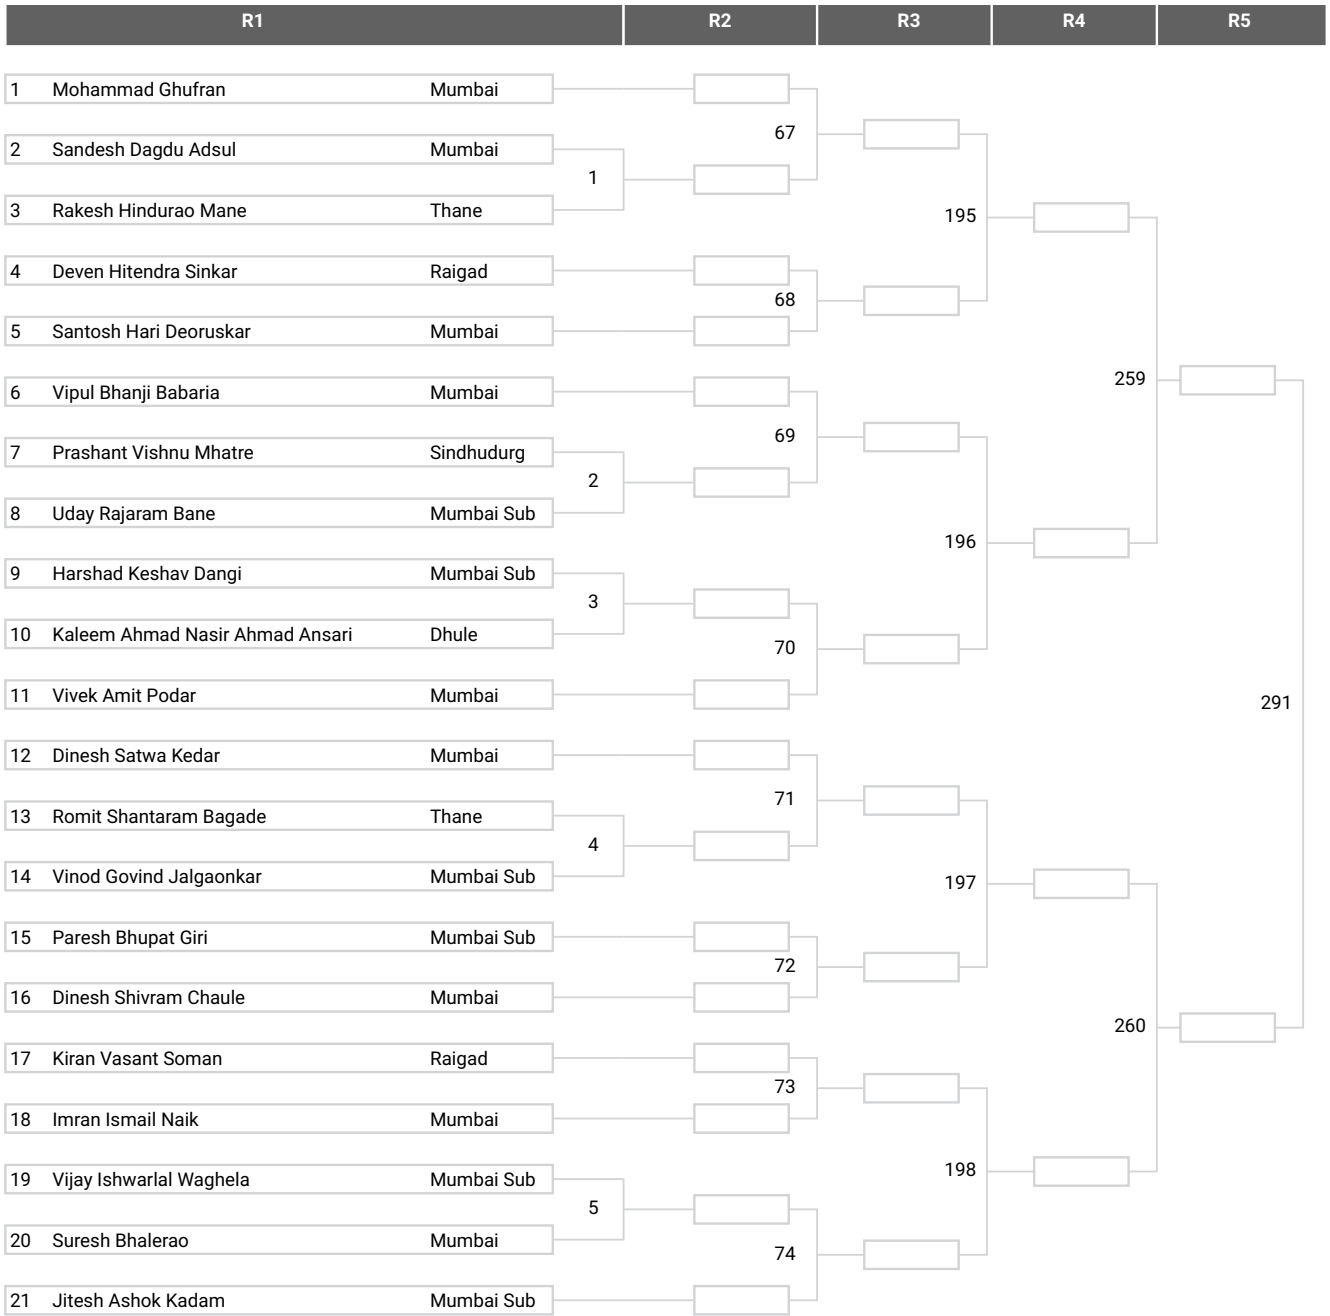 R1 R2 R3 R4 R5
1 Mohammad Ghufran Mumbai
67
2 Sandesh Dagdu Adsul Mumbai
1
3 Rakesh Hindurao Mane Thane
195
4 Deven Hitendra Sinkar Raigad
68
5 Santosh Hari Deoruskar Mumbai
259
6 Vipul Bhanji Babaria Mumbai
69
7 Prashant Vishnu Mhatre Sindhudurg
2
8 Uday Rajaram Bane Mumbai Sub
196
9 Harshad Keshav Dangi Mumbai Sub
3
10 Kaleem Ahmad Nasir Ahmad Ansari Dhule
70
11 Vivek Amit Podar Mumbai
291
12 Dinesh Satwa Kedar Mumbai
71
13 Romit Shantaram Bagade Thane
4
14 Vinod Govind Jalgaonkar Mumbai Sub
197
15 Paresh Bhupat Giri Mumbai Sub
72
16 Dinesh Shivram Chaule Mumbai
260
17 Kiran Vasant Soman Raigad
73
18 Imran Ismail Naik Mumbai
198
19 Vijay Ishwarlal Waghela Mumbai Sub
5
20 Suresh Bhalerao Mumbai
74
21 Jitesh Ashok Kadam Mumbai Sub